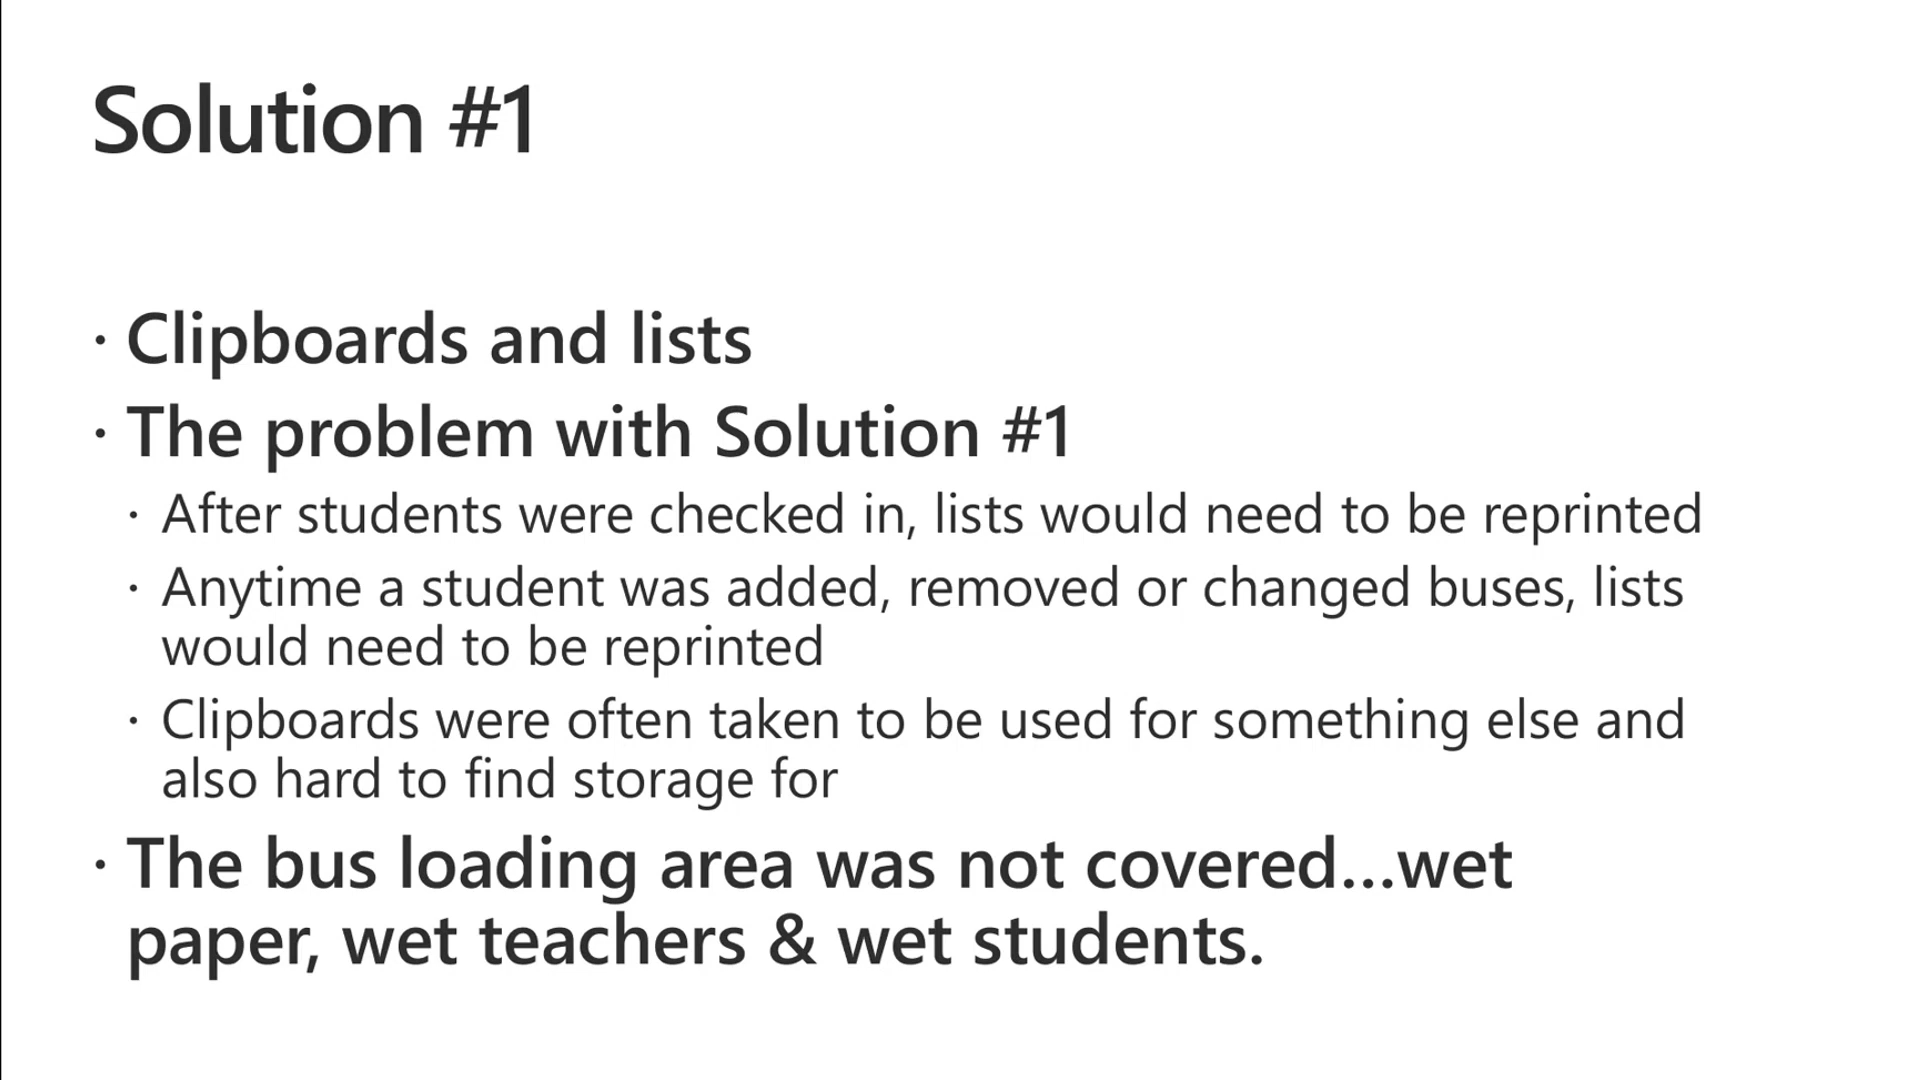 Solution #1
· Clipboards and lists
· The problem with Solution #1
· After students were checked in, lists would need to be reprinted
· Anytime a student was added, removed or changed buses, lists
would need to be reprinted
· Clipboards were often taken to be used for something else and
also hard to find storage for
· The bus loading area was not covered...wet
paper, wet teachers & wet students.